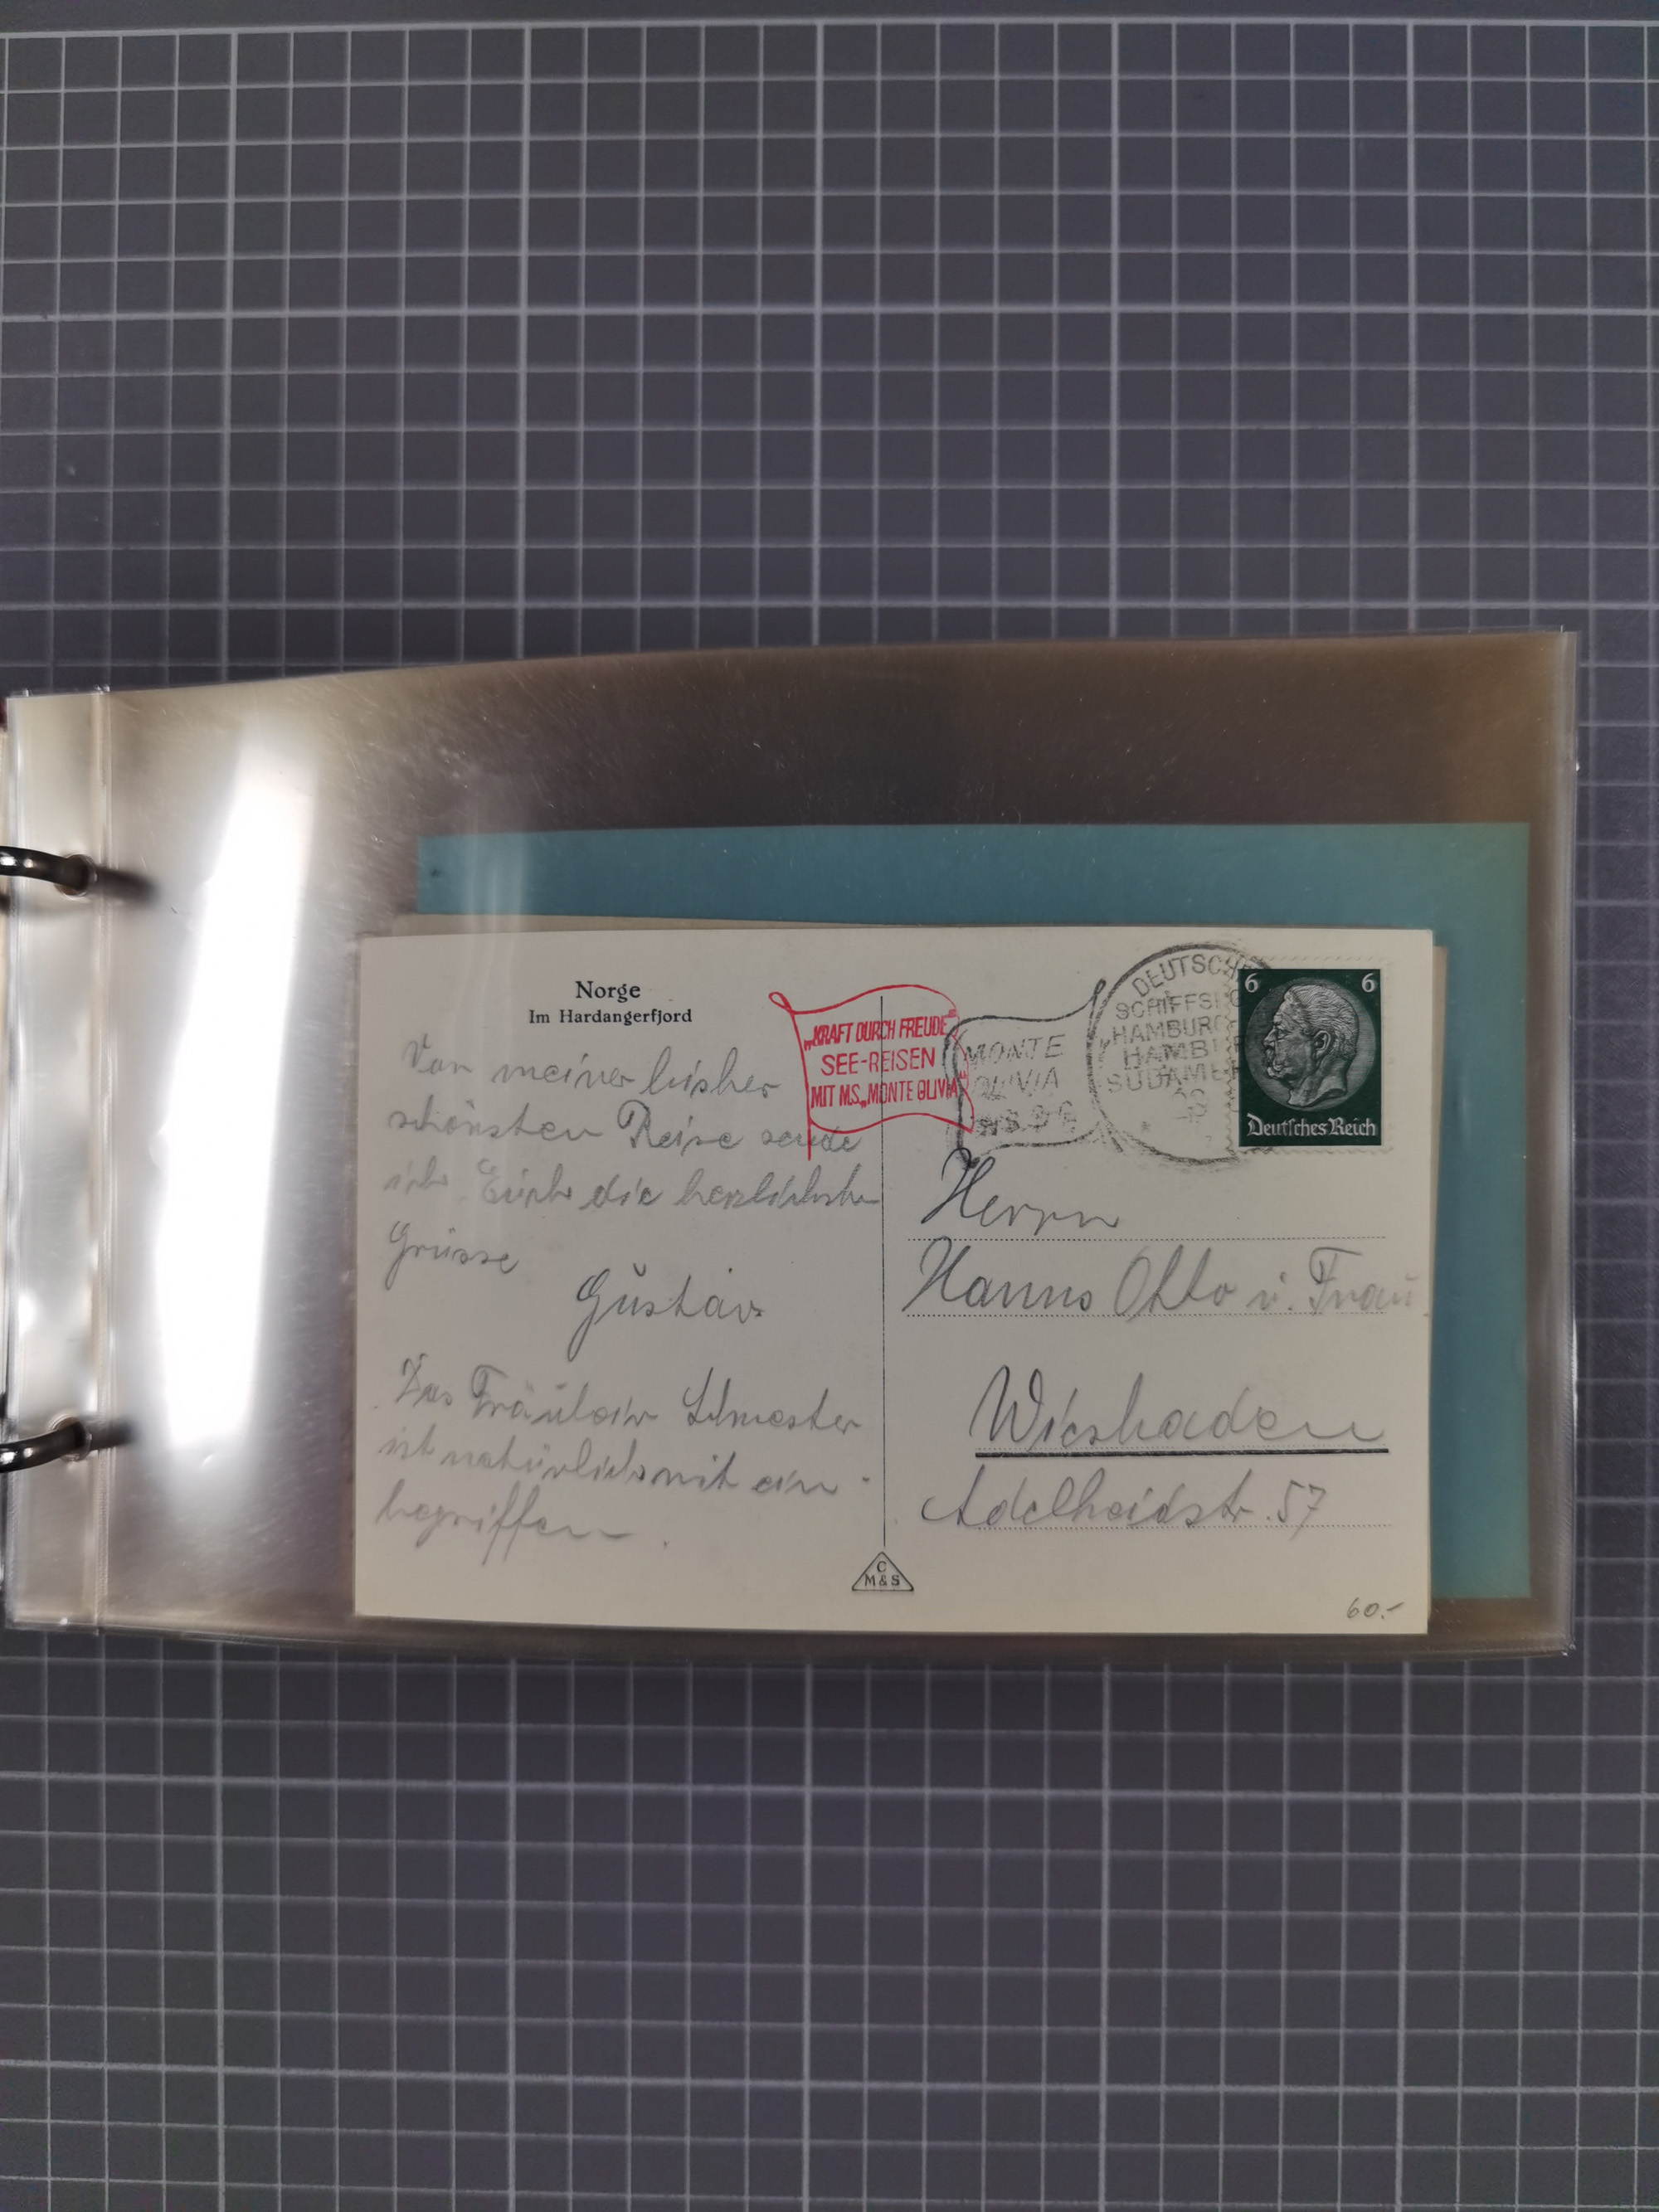 Norge
Im Hardangerfjord
Von meiner bisher
schönsten Reise sende
ich Euch die herzlichsten
Grüsse
Gustav
Das Fräulein Schwester
ist natürlich mit ein-
begriffen.
„KRAFT DURCH FREUDE"
SEE-REISEN
MIT M.S. „MONTE OLIVIA"
MONTE
OLIVIA
DEUTSCHE
SCHIFFSPO
HAMBURG
HAMBUR
SÜDAMER
6 6
Deutsches Reich
Herrn
Hanns Otto u. Frau
Wiesbaden
Adelheidstr. 57
C
M&S
60.-